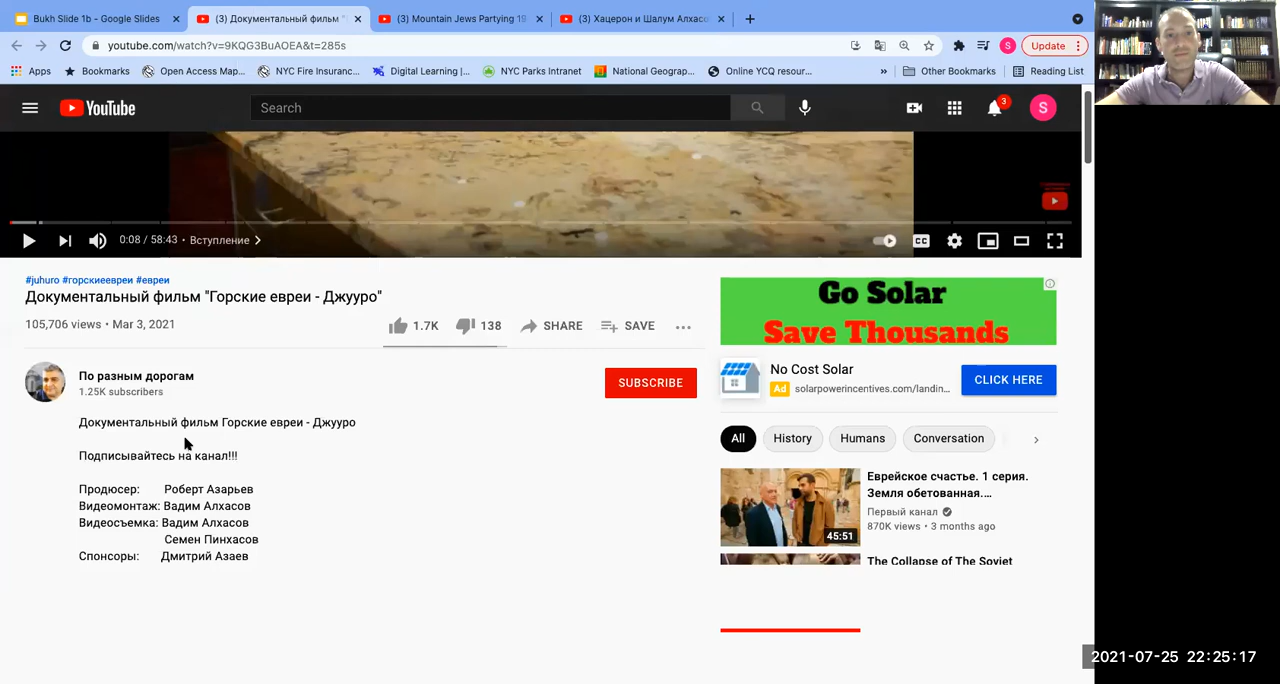 Bukh Slide 1b - Google Slides
(3) Документальный фильм "
(3) Mountain Jews Partying 19
(3) Хацерон и Шалум Алхасо
youtube.com/watch?v=9KQG3BuAOEA&t=285s
S
Update
Apps
Bookmarks
Open Access Map...
NYC Fire Insuranc...
Digital Learning |...
NYC Parks Intranet
National Geograp...
Online YCQ resour...
»
Other Bookmarks
Reading List
YouTube
Search
3
S
0:08 / 58:43 • Вступление
CC
#juhuro #горскиеевреи #евреи
Документальный фильм "Горские евреи - Джууро"
105,706 views • Mar 3, 2021
1.7K
138
SHARE
SAVE
По разным дорогам
1.25K subscribers
SUBSCRIBE
Документальный фильм Горские евреи - Джууро
Подписывайтесь на канал!!!
Продюсер: Роберт Азарьев
Видеомонтаж: Вадим Алхасов
Видеосъемка: Вадим Алхасов
Семен Пинхасов
Спонсоры: Дмитрий Азаев
Go Solar
Save Thousands
No Cost Solar
Ad solarpowerincentives.com/landin...
CLICK HERE
All
History
Humans
Conversation
Еврейское счастье. 1 серия.
Земля обетованная....
Первый канал
870K views • 3 months ago
45:51
The Collapse of The Soviet
2021-07-25 22:25:17